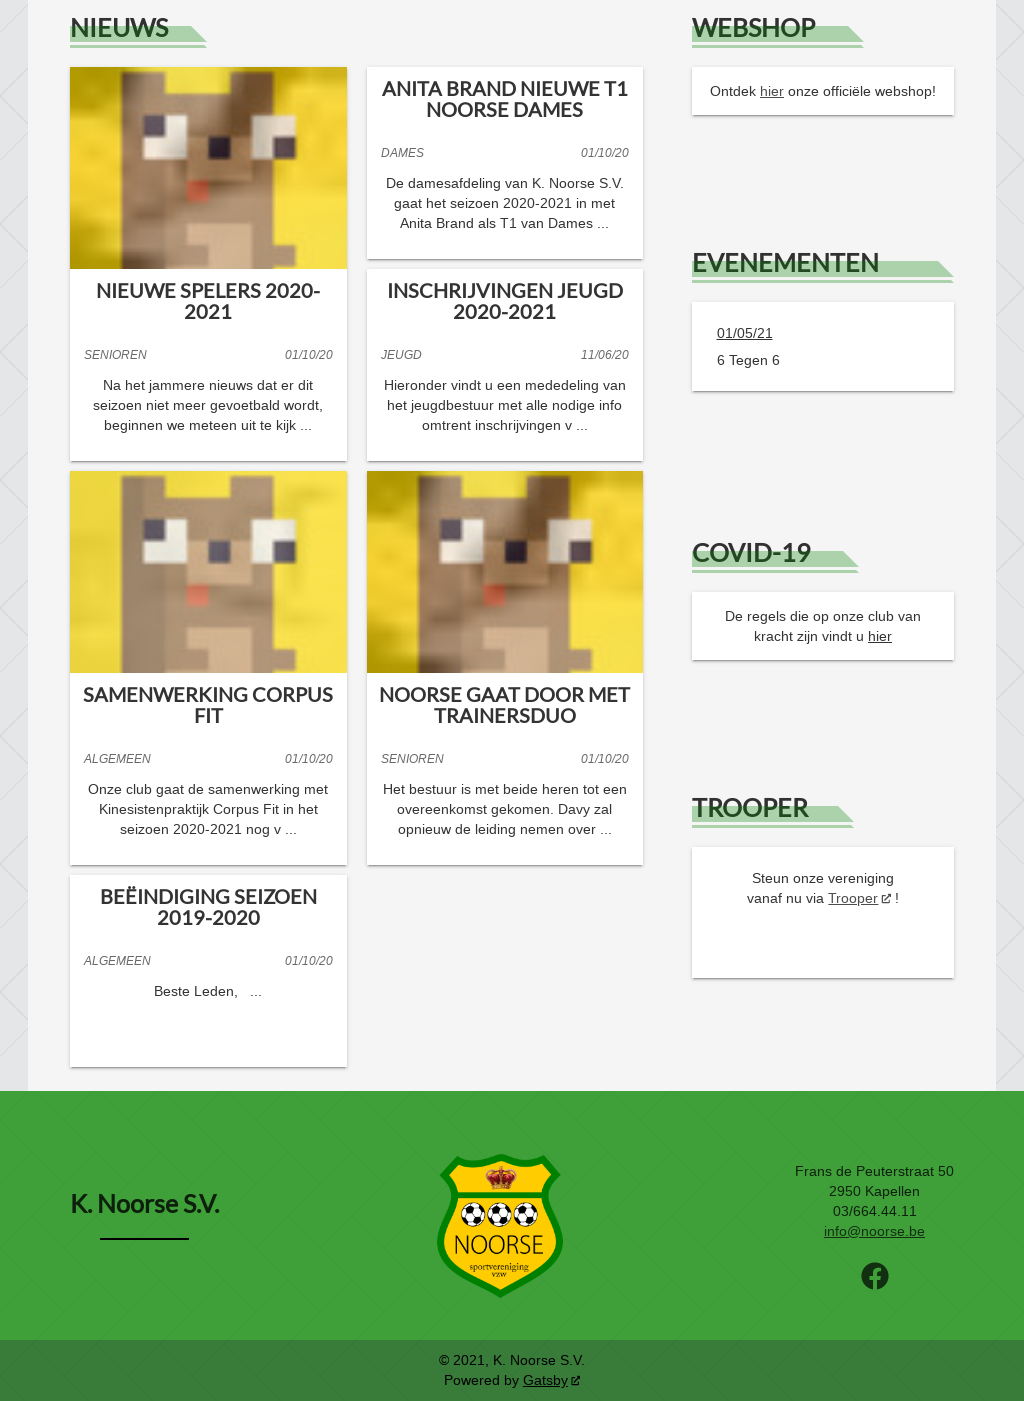 NIEUWS
NIEUWE SPELERS 2020-
2021
SENIOREN 01/10/20
Na het jammere nieuws dat er dit
seizoen niet meer gevoetbald wordt,
beginnen we meteen uit te kijk ...
ANITA BRAND NIEUWE T1
NOORSE DAMES
DAMES 01/10/20
De damesafdeling van K. Noorse S.V.
gaat het seizoen 2020-2021 in met
Anita Brand als T1 van Dames ...
INSCHRIJVINGEN JEUGD
2020-2021
JEUGD 11/06/20
Hieronder vindt u een mededeling van
het jeugdbestuur met alle nodige info
omtrent inschrijvingen v ...
SAMENWERKING CORPUS
FIT
ALGEMEEN 01/10/20
Onze club gaat de samenwerking met
Kinesistenpraktijk Corpus Fit in het
seizoen 2020-2021 nog v ...
NOORSE GAAT DOOR MET
TRAINERSDUO
SENIOREN 01/10/20
Het bestuur is met beide heren tot een
overeenkomst gekomen. Davy zal
opnieuw de leiding nemen over ...
BEËINDIGING SEIZOEN
2019-2020
ALGEMEEN 01/10/20
Beste Leden, ...
WEBSHOP
Ontdek hier onze officiële webshop!
EVENEMENTEN
01/05/21
6 Tegen 6
COVID-19
De regels die op onze club van
kracht zijn vindt u hier
TROOPER
Steun onze vereniging
vanaf nu via Trooper !
K. Noorse S.V.
NOORSE
sportvereniging
vzw
Frans de Peuterstraat 50
2950 Kapellen
03/664.44.11
info@noorse.be
© 2021, K. Noorse S.V.
Powered by Gatsby